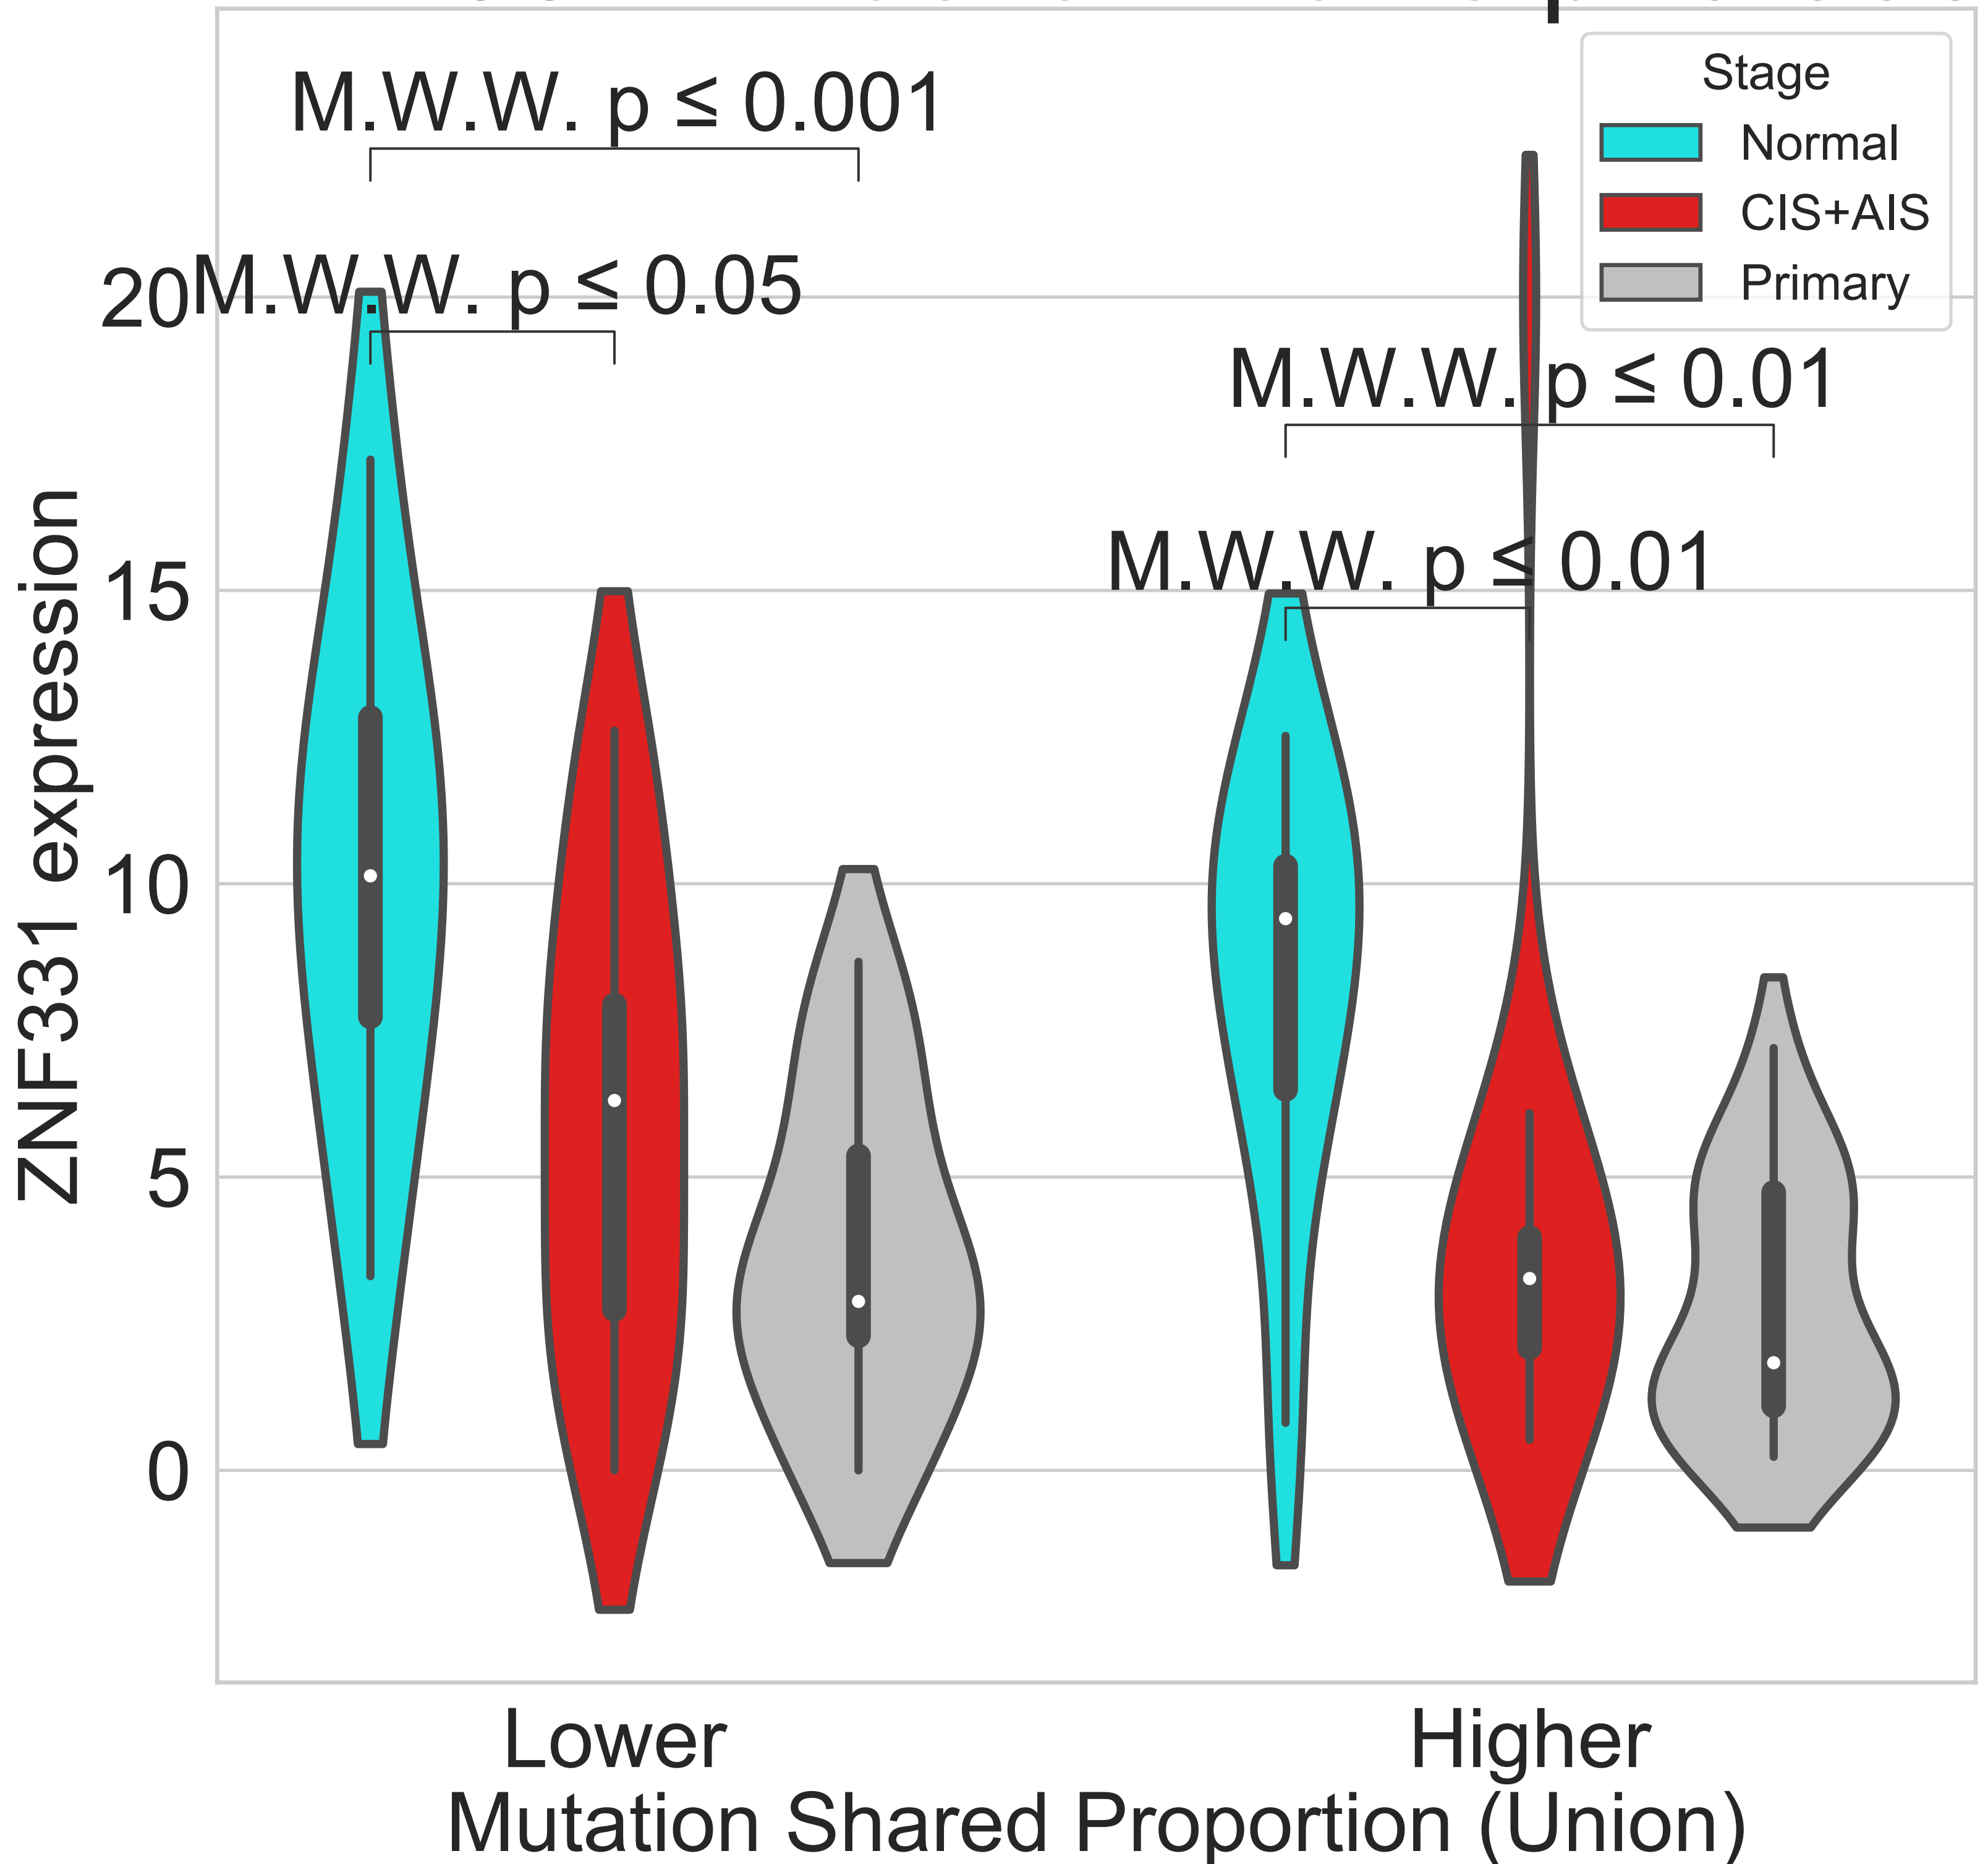 Stage
Normal
CIS+AIS
Primary
M.W.W. p ≤ 0.001
M.W.W. p ≤ 0.05
M.W.W. p ≤ 0.01
M.W.W. p ≤ 0.01
ZNF331 expression
20
15
10
5
0
Lower
Higher
Mutation Shared Proportion (Union)